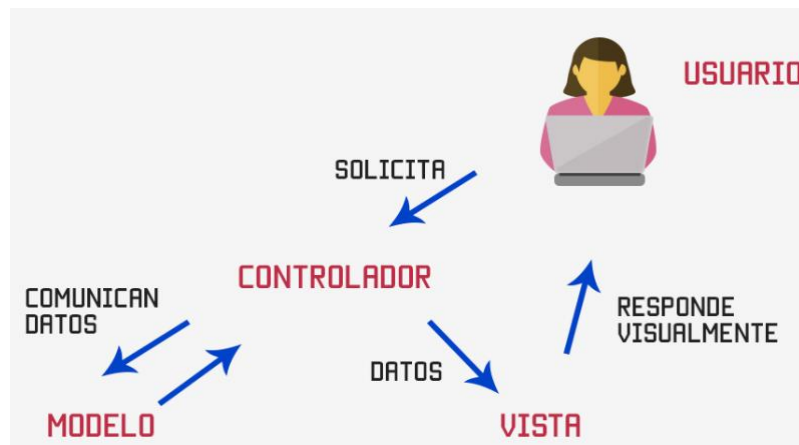 USUARIO
SOLICITA
CONTROLADOR
COMUNICAN
DATOS
RESPONDE
VISUALMENTE
DATOS
MODELO
VISTA